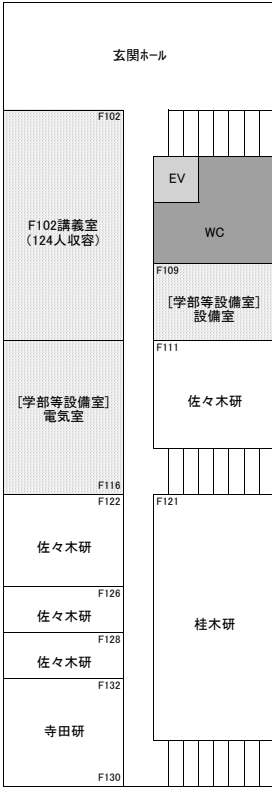 玄関ホール
F102
F102講義室
（124人収容）
EV
WC
F109
[学部等設備室]
設備室
F111
佐々木研
[学部等設備室]
電気室
F116
F122
佐々木研
F121
F126
佐々木研
F128
佐々木研
桂木研
F132
寺田研
F130